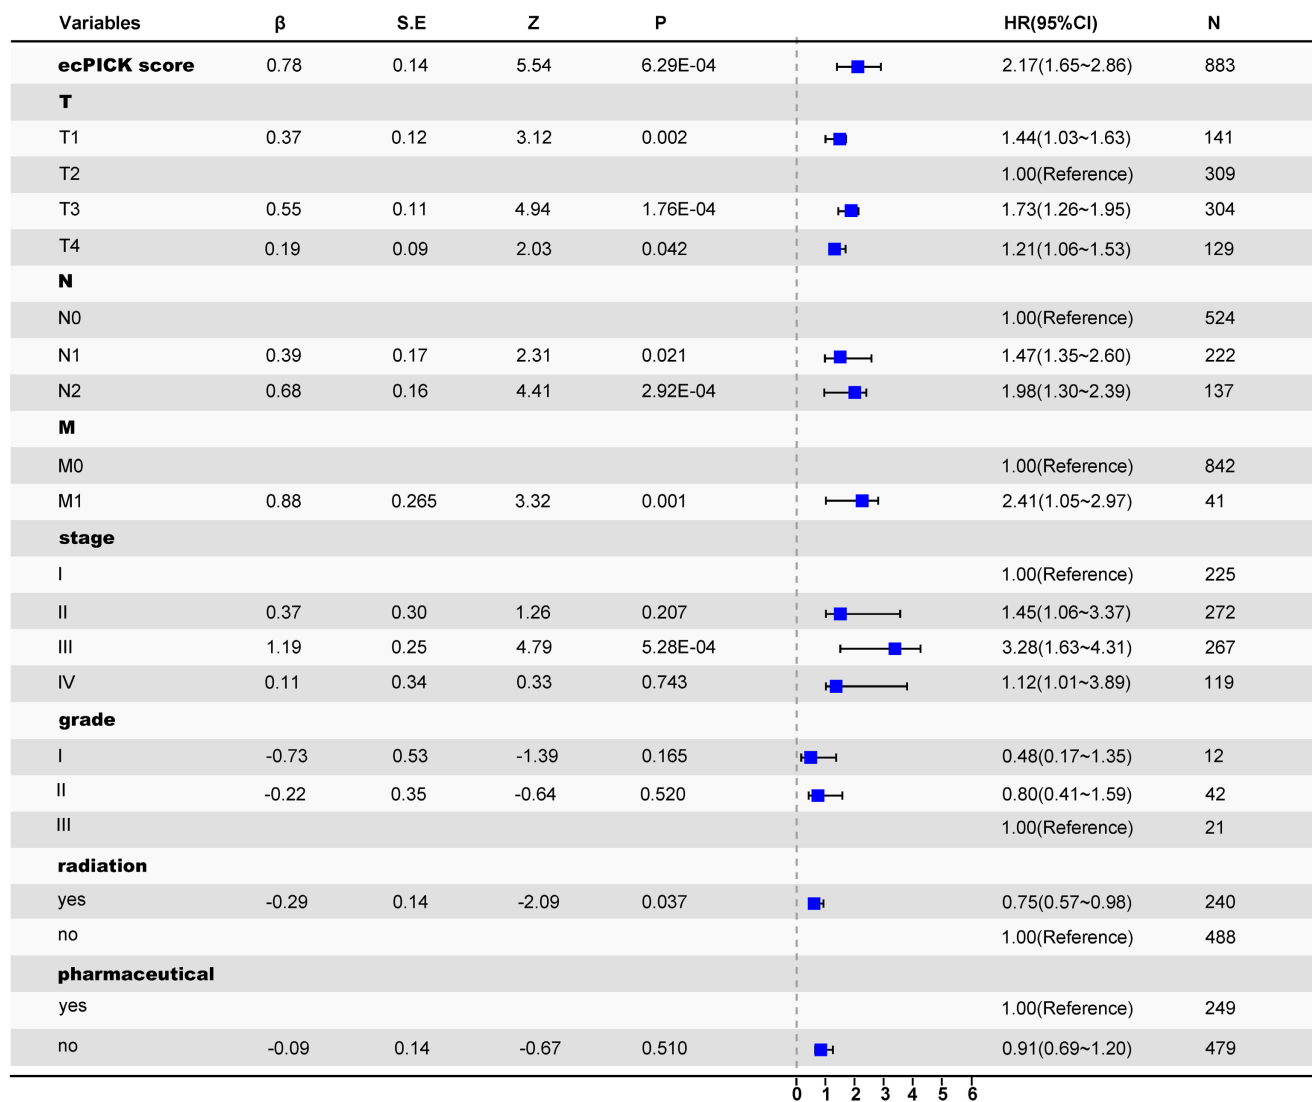 Variables β S.E Z P HR(95%CI) N
ecPICK score 0.78 0.14 5.54 6.29E-04 2.17(1.65~2.86) 883
T
T1 0.37 0.12 3.12 0.002 1.44(1.03~1.63) 141
T2 1.00(Reference) 309
T3 0.55 0.11 4.94 1.76E-04 1.73(1.26~1.95) 304
T4 0.19 0.09 2.03 0.042 1.21(1.06~1.53) 129
N
N0 1.00(Reference) 524
N1 0.39 0.17 2.31 0.021 1.47(1.35~2.60) 222
N2 0.68 0.16 4.41 2.92E-04 1.98(1.30~2.39) 137
M
M0 1.00(Reference) 842
M1 0.88 0.265 3.32 0.001 2.41(1.05~2.97) 41
stage
I 1.00(Reference) 225
II 0.37 0.30 1.26 0.207 1.45(1.06~3.37) 272
III 1.19 0.25 4.79 5.28E-04 3.28(1.63~4.31) 267
IV 0.11 0.34 0.33 0.743 1.12(1.01~3.89) 119
grade
I -0.73 0.53 -1.39 0.165 0.48(0.17~1.35) 12
II -0.22 0.35 -0.64 0.520 0.80(0.41~1.59) 42
III 1.00(Reference) 21
radiation
yes -0.29 0.14 -2.09 0.037 0.75(0.57~0.98) 240
no 1.00(Reference) 488
pharmaceutical
yes 1.00(Reference) 249
no -0.09 0.14 -0.67 0.510 0.91(0.69~1.20) 479
0 1 2 3 4 5 6